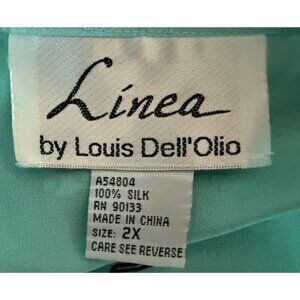 Linea
by Louis Dell'Olio
A54804
100% SILK
RN 90133
MADE IN CHINA
SIZE: 2X
CARE SEE REVERSE